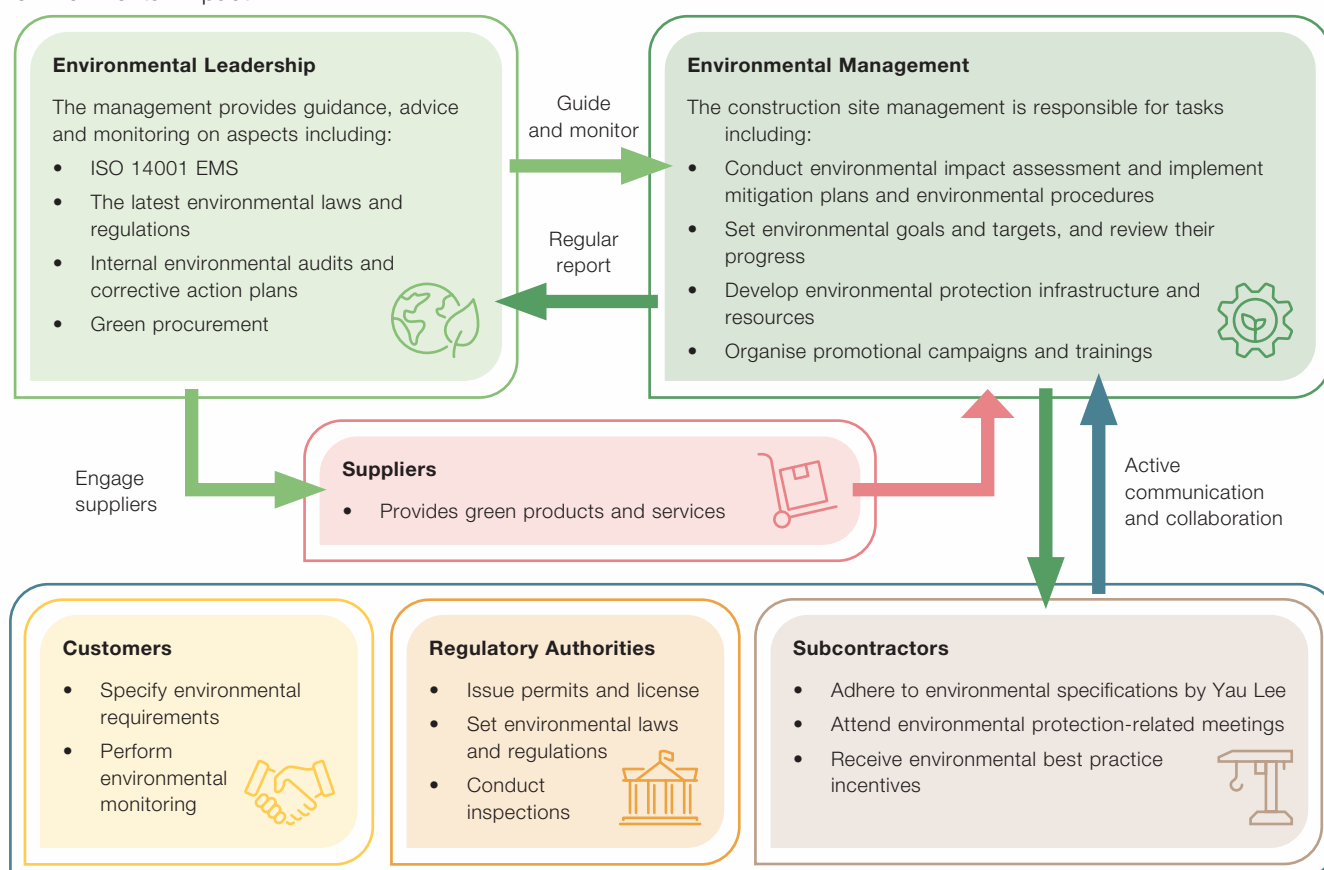 Environmental Leadership
The management provides guidance, advice
and monitoring on aspects including:
• ISO 14001 EMS
• The latest environmental laws and
regulations
• Internal environmental audits and
corrective action plans
• Green procurement
Guide
and monitor
Regular
report
Environmental Management
The construction site management is responsible for tasks
including:
• Conduct environmental impact assessment and implement
mitigation plans and environmental procedures
• Set environmental goals and targets, and review their
progress
• Develop environmental protection infrastructure and
resources
• Organise promotional campaigns and trainings
Engage
suppliers
Suppliers
• Provides green products and services
Active
communication
and collaboration
Customers
• Specify environmental
requirements
• Perform
environmental
monitoring
Regulatory Authorities
• Issue permits and license
• Set environmental laws
and regulations
• Conduct
inspections
Subcontractors
• Adhere to environmental specifications by Yau Lee
• Attend environmental protection-related meetings
• Receive environmental best practice
incentives